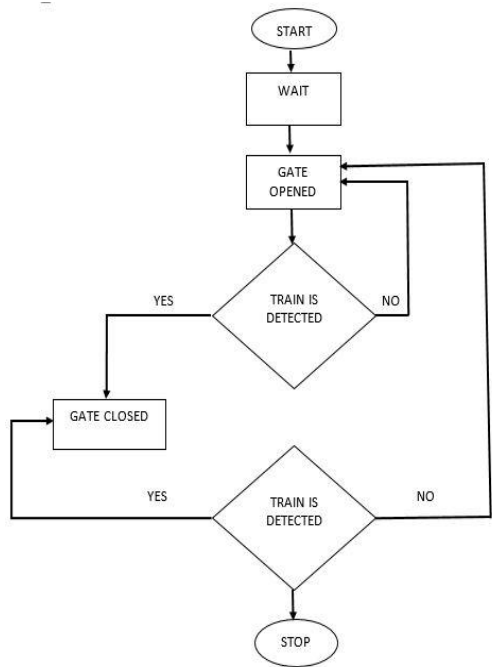 START
WAIT
GATE
OPENED
TRAIN IS
DETECTED
YES
NO
GATE CLOSED
TRAIN IS
DETECTED
YES
NO
STOP